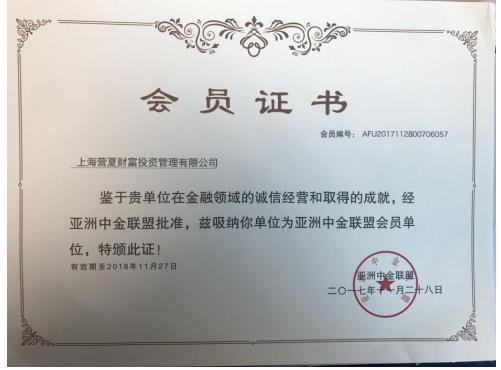 会员证书
会员编号： AFU2017112800706057
上海营夏财富投资管理有限公司
鉴于贵单位在金融领域的诚信经营和取得的成就，经
亚洲中金联盟批准，兹吸纳你单位为亚洲中金联盟会员单
位，特颁此证！
有效期至2018年11月27日
亚洲中金联盟
二〇一七年十一月二十八日